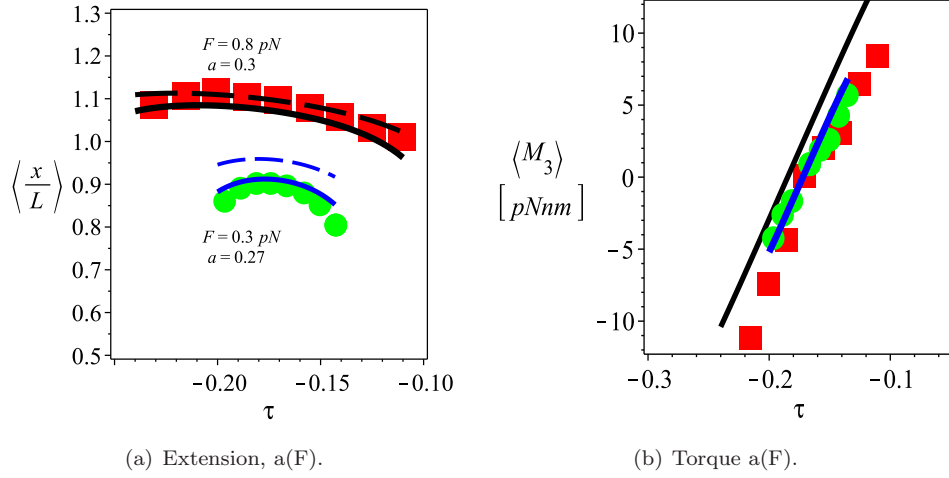 1.3
1.2
1.1
1.0
0.9
0.8
0.7
0.6
0.5
⟨x/L⟩
F = 0.8 pN
a = 0.3
F = 0.3 pN
a = 0.27
−0.20 −0.15 −0.10
τ
(a) Extension, a(F).
10
5
0
−5
−10
⟨M₃⟩
[ pNnm ]
−0.3 −0.2 −0.1
τ
(b) Torque a(F).